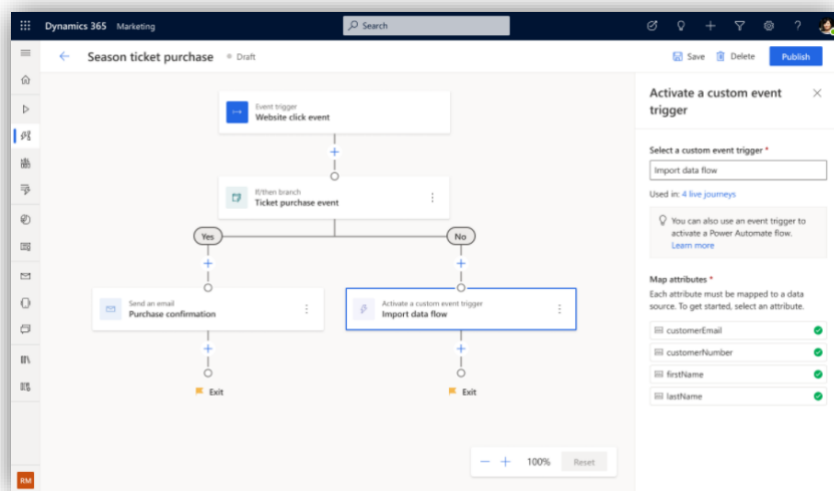 Dynamics 365 Marketing
Search
?
Season ticket purchase Draft
Save Delete Publish
Event trigger
Website click event
If/then branch
Ticket purchase event
Yes No
Send an email
Purchase confirmation
Activate a custom event trigger
Import data flow
Exit Exit
100% Reset
RM
Activate a custom event
trigger
Select a custom event trigger *
Import data flow
Used in: 4 live journeys
You can also use an event trigger to
activate a Power Automate flow.
Learn more
Map attributes *
Each attribute must be mapped to a data
source. To get started, select an attribute.
customerEmail
customerNumber
firstName
lastName